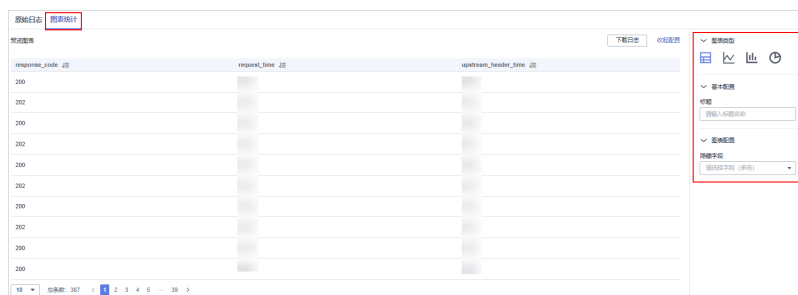 原始日志 图表统计
预览图表 下载日志 收起配置
response_code request_time upstream_header_time
200
202
200
202
200
202
200
202
200
200
10 总条数: 387 < 1 2 3 4 5 ... 39 >
图表类型
基本配置
标题
请输入标题名称
图表配置
隐藏字段
请选择字段（多选）